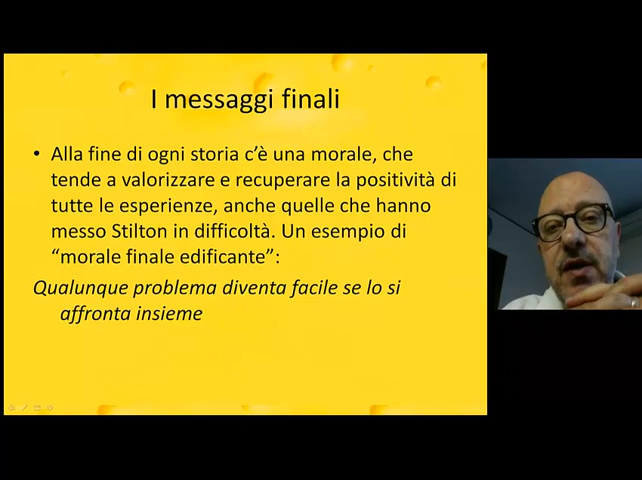 I messaggi finali
• Alla fine di ogni storia c'è una morale, che
tende a valorizzare e recuperare la positività di
tutte le esperienze, anche quelle che hanno
messo Stilton in difficoltà. Un esempio di
“morale finale edificante”:
Qualunque problema diventa facile se lo si
affronta insieme